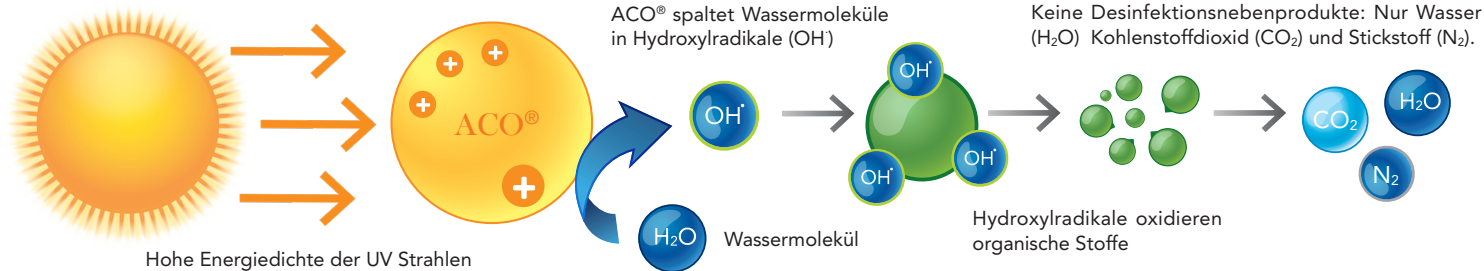 ACO® spaltet Wassermoleküle
in Hydroxylradikale (OH˙)
Keine Desinfektionsnebenprodukte: Nur Wasser
(H₂O) Kohlenstoffdioxid (CO₂) und Stickstoff (N₂).
ACO®
OH˙
OH˙
OH˙
OH˙
CO₂
H₂O
N₂
H₂O
Wassermolekül
Hydroxylradikale oxidieren
organische Stoffe
Hohe Energiedichte der UV Strahlen